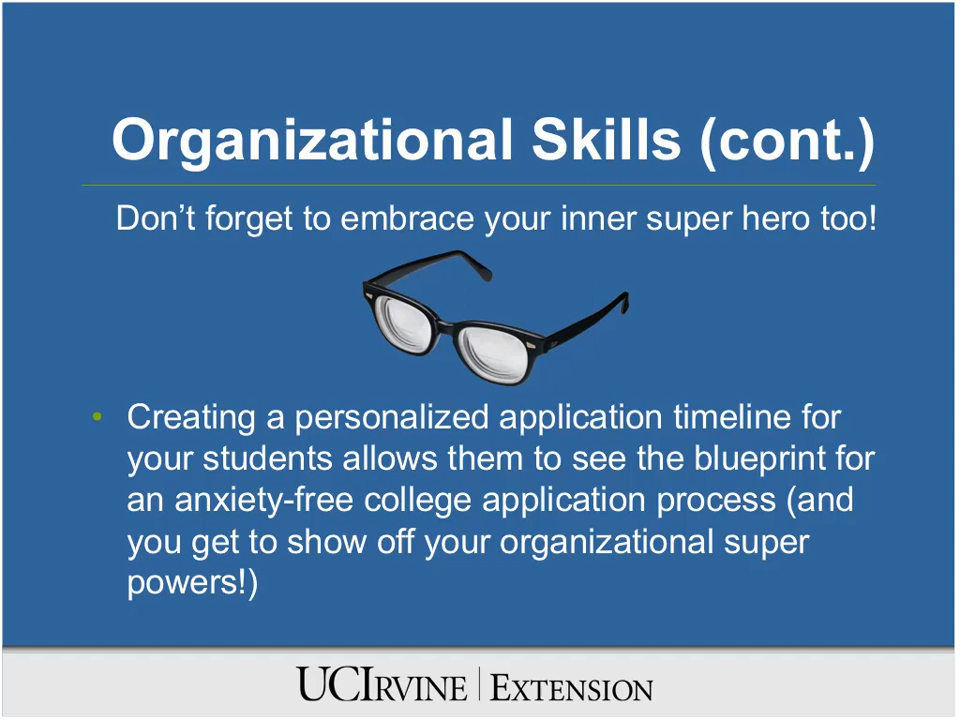 Organizational Skills (cont.)
Don’t forget to embrace your inner super hero too!
• Creating a personalized application timeline for
your students allows them to see the blueprint for
an anxiety-free college application process (and
you get to show off your organizational super
powers!)
UCIRVINE | EXTENSION